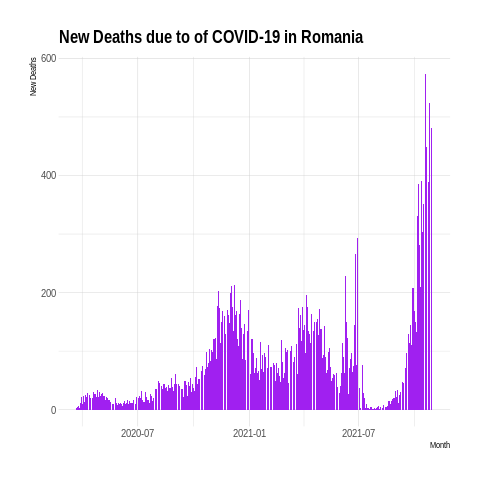 New Deaths due to of COVID-19 in Romania
New Deaths
600
400
200
0
2020-07
2021-01
2021-07
Month